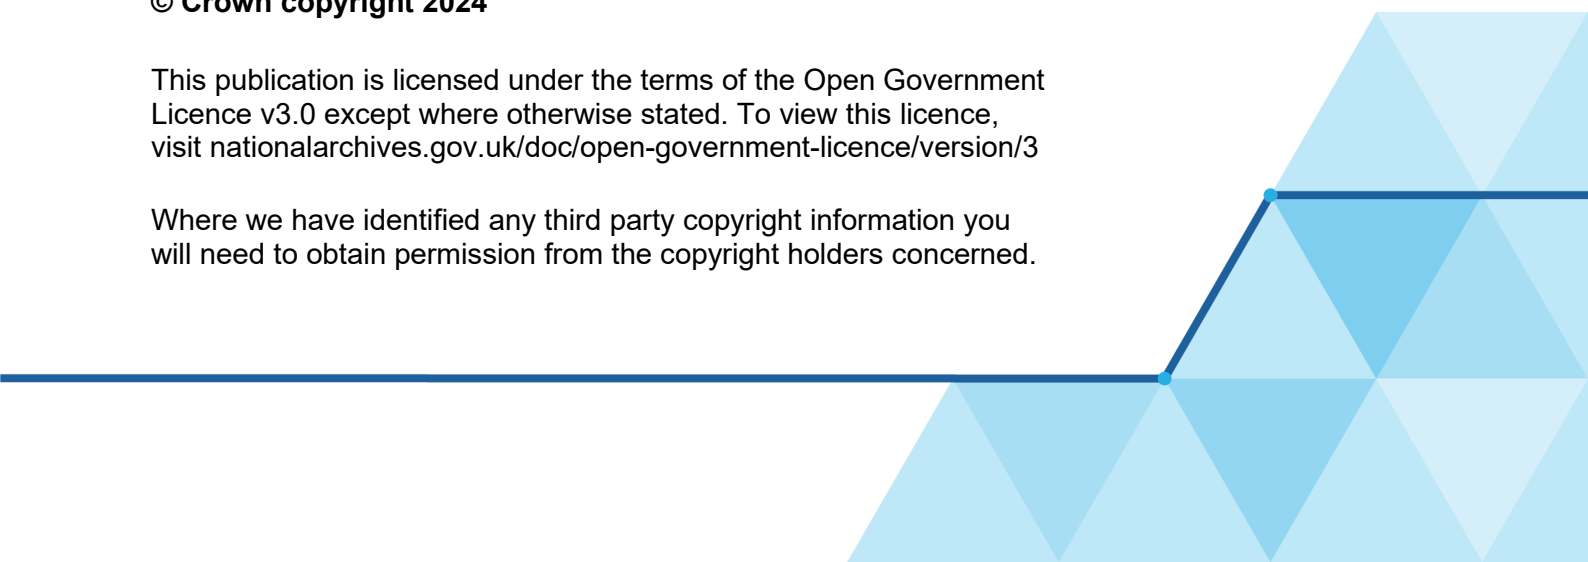 © Crown copyright 2024
This publication is licensed under the terms of the Open Government
Licence v3.0 except where otherwise stated. To view this licence,
visit nationalarchives.gov.uk/doc/open-government-licence/version/3
Where we have identified any third party copyright information you
will need to obtain permission from the copyright holders concerned.